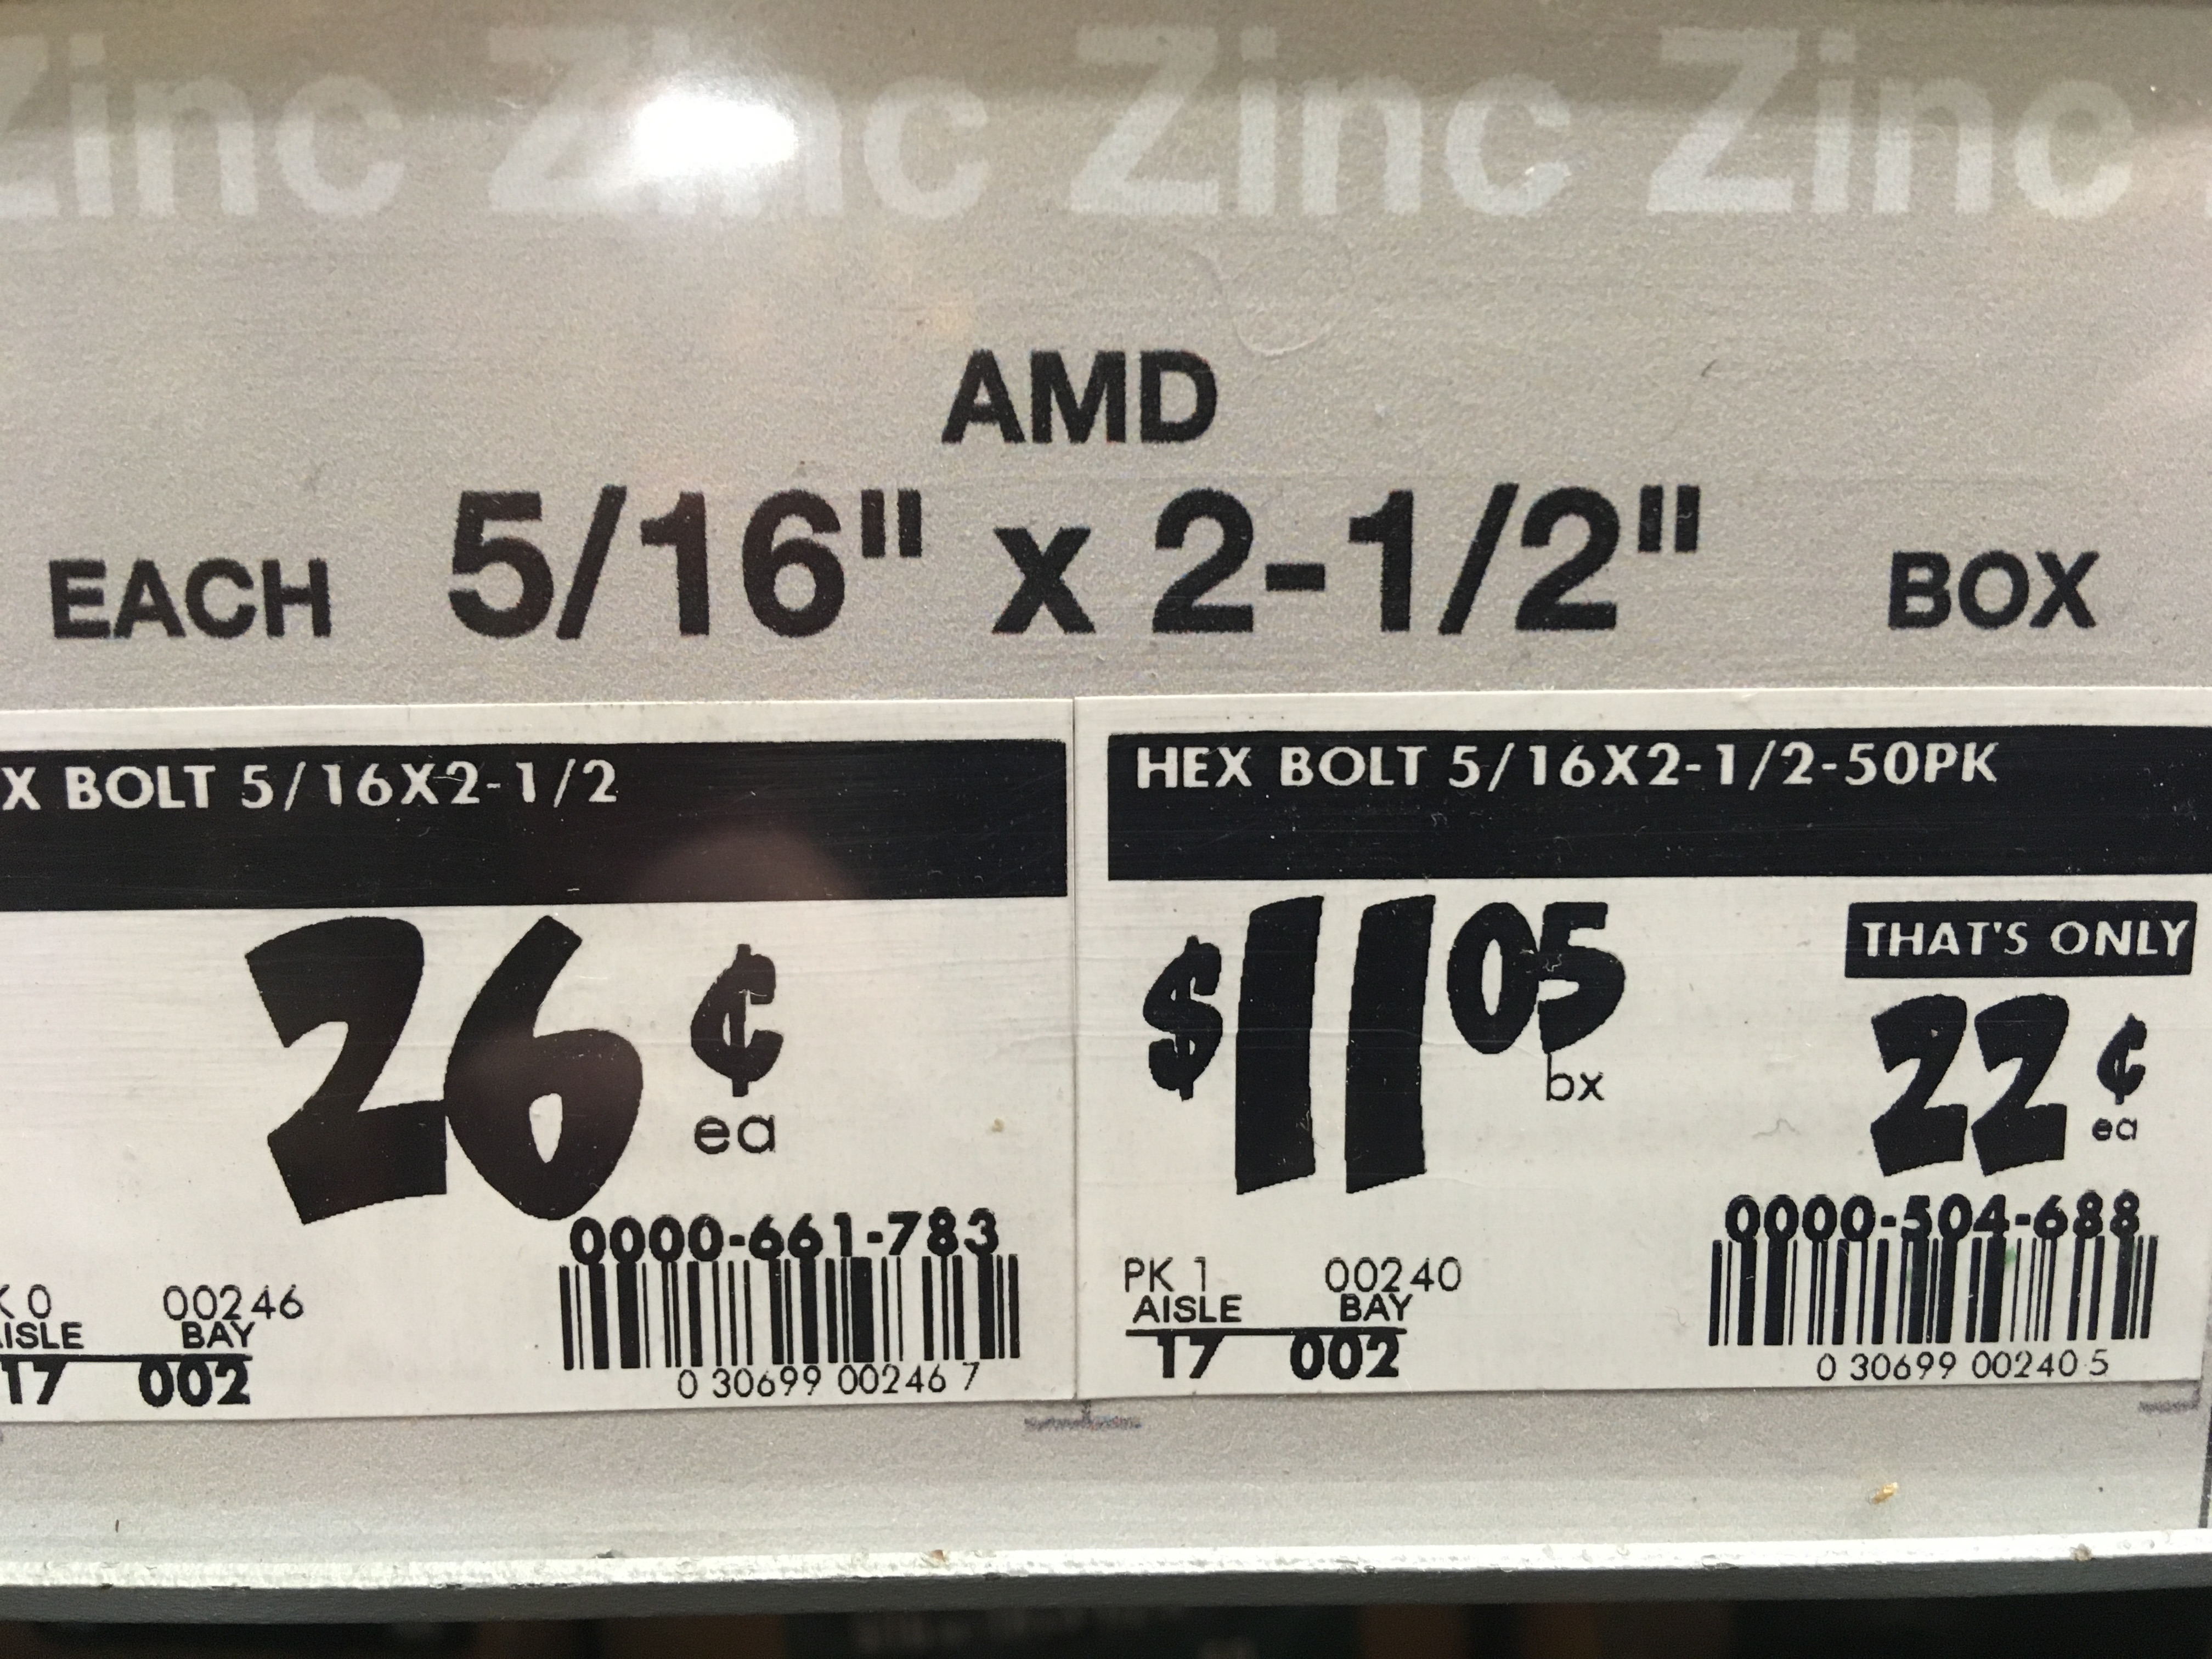 Zinc Zinc Zinc Zinc
AMD
EACH 5/16" x 2-1/2" BOX
X BOLT 5/16X2-1/2
26¢
ea
0000-661-783
K 0 00246
AISLE BAY
17 002
0 30699 00246 7
HEX BOLT 5/16X2-1/2-50PK
$1105
bx
THAT'S ONLY
22¢
ea
0000-504-688
PK 1 00240
AISLE BAY
17 002
0 30699 00240 5